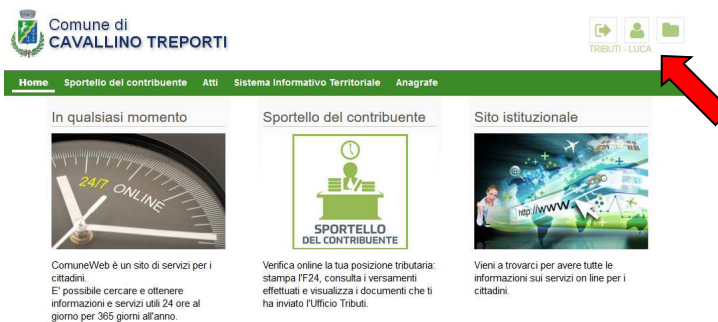 Comune di
CAVALLINO TREPORTI
TRIBUTI - LUCA
Home Sportello del contribuente Atti Sistema Informativo Territoriale Anagrafe
In qualsiasi momento
24/7 ONLINE
ComuneWeb è un sito di servizi per i
cittadini.
E' possibile cercare e ottenere
informazioni e servizi utili 24 ore al
giorno per 365 giorni all'anno.
Sportello del contribuente
SPORTELLO
DEL CONTRIBUENTE
Verifica online la tua posizione tributaria:
stampa l'F24, consulta i versamenti
effettuati e visualizza i documenti che ti
ha inviato l'Ufficio Tributi.
Sito istituzionale
http://www.
Vieni a trovarci per avere tutte le
informazioni sui servizi on line per i
cittadini.